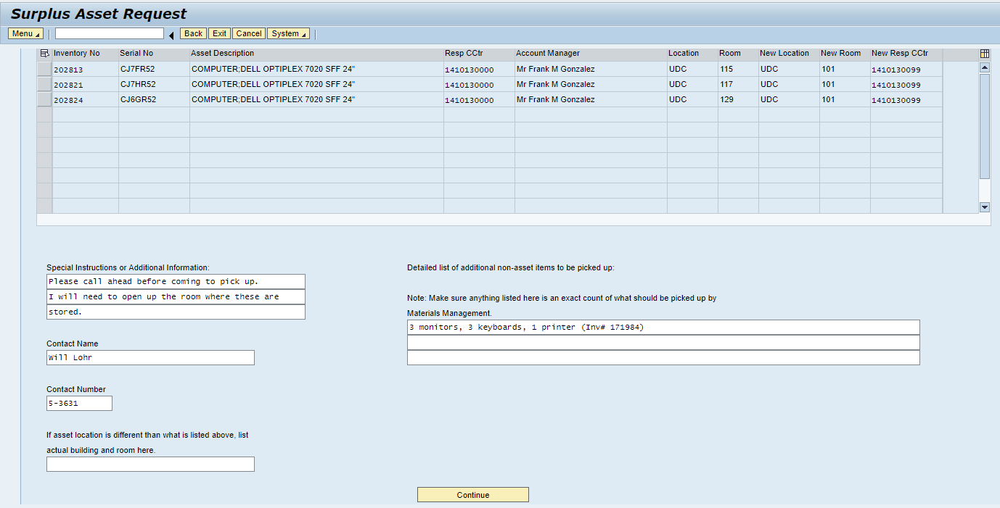 Surplus Asset Request
Menu Back Exit Cancel System
Inventory No Serial No Asset Description Resp CCtr Account Manager Location Room New Location New Room New Resp CCtr
202813 CJ7FR52 COMPUTER;DELL OPTIPLEX 7020 SFF 24" 1410130000 Mr Frank M Gonzalez UDC 115 UDC 101 1410130099
202821 CJ7HR52 COMPUTER;DELL OPTIPLEX 7020 SFF 24" 1410130000 Mr Frank M Gonzalez UDC 117 UDC 101 1410130099
202824 CJ6GR52 COMPUTER;DELL OPTIPLEX 7020 SFF 24" 1410130000 Mr Frank M Gonzalez UDC 129 UDC 101 1410130099
Special Instructions or Additional Information:
Please call ahead before coming to pick up.
I will need to open up the room where these are
stored.
Contact Name
Will Lohr
Contact Number
5-3631
If asset location is different than what is listed above, list
actual building and room here.
Detailed list of additional non-asset items to be picked up:
Note: Make sure anything listed here is an exact count of what should be picked up by
Materials Management.
3 monitors, 3 keyboards, 1 printer (Inv# 171984)
Continue